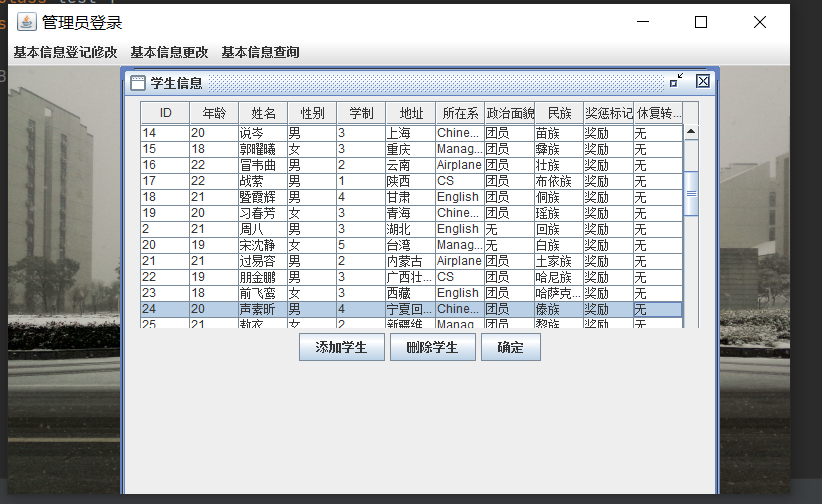 管理员登录
基本信息登记修改 基本信息更改 基本信息查询
学生信息
ID 年龄 姓名 性别 学制 地址 所在系 政治面貌 民族 奖惩标记 休复转...
14 20 说岑 男 3 上海 Chine... 团员 苗族 奖励 无
15 18 郭曜曦 女 3 重庆 Manag... 团员 彝族 奖励 无
16 22 冒韦曲 男 2 云南 Airplane 团员 壮族 奖励 无
17 22 战萦 男 1 陕西 CS 团员 布依族 奖励 无
18 21 暨霞辉 男 4 甘肃 English 团员 侗族 奖励 无
19 20 习春芳 女 3 青海 Chine... 团员 瑶族 奖励 无
2 21 周八 男 3 湖北 English 无 回族 奖励 无
20 19 宋沈静 女 5 台湾 Manag... 团员 白族 奖励 无
21 21 过易容 男 2 内蒙古 Airplane 团员 土家族 奖励 无
22 19 朋金鹏 男 3 广西壮... CS 团员 哈尼族 奖励 无
23 18 前飞鸾 女 3 西藏 English 团员 哈萨克... 奖励 无
24 20 声素昕 男 4 宁夏回... Chine... 团员 傣族 奖励 无
25 21 女 2 新疆维 Manag 团员 黎族 奖励 无
添加学生 删除学生 确定